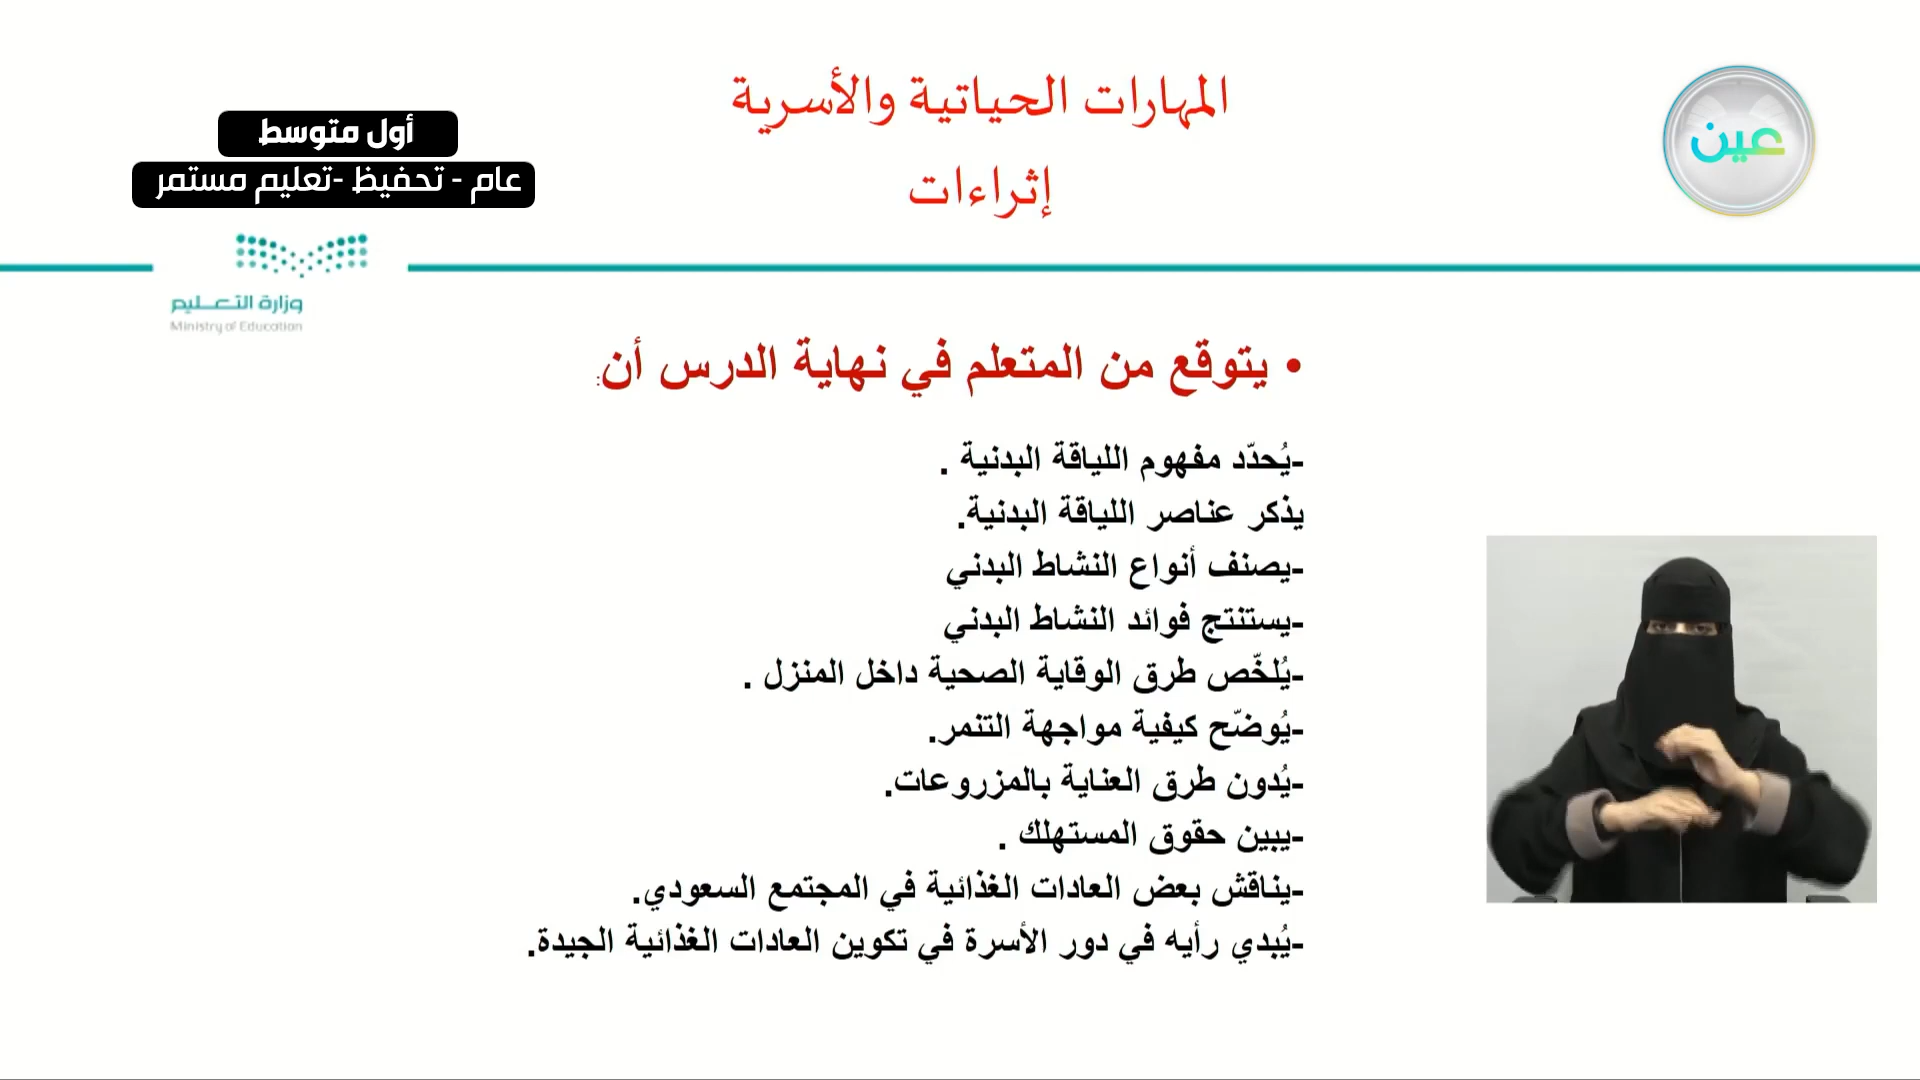 المهارات الحياتية والأسرية
إثراءات
عين
أول متوسط
عام - تحفيظ -تعليم مستمر
وزارة التعـــليم
Ministry of Education
• يتوقع من المتعلم في نهاية الدرس أن:
-يُحدّد مفهوم اللياقة البدنية .
يذكر عناصر اللياقة البدنية.
-يصنف أنواع النشاط البدني
-يستنتج فوائد النشاط البدني
-يُلخّص طرق الوقاية الصحية داخل المنزل .
-يُوضّح كيفية مواجهة التنمر.
-يُدون طرق العناية بالمزروعات.
-يبين حقوق المستهلك .
-يناقش بعض العادات الغذائية في المجتمع السعودي.
-يُبدي رأيه في دور الأسرة في تكوين العادات الغذائية الجيدة.